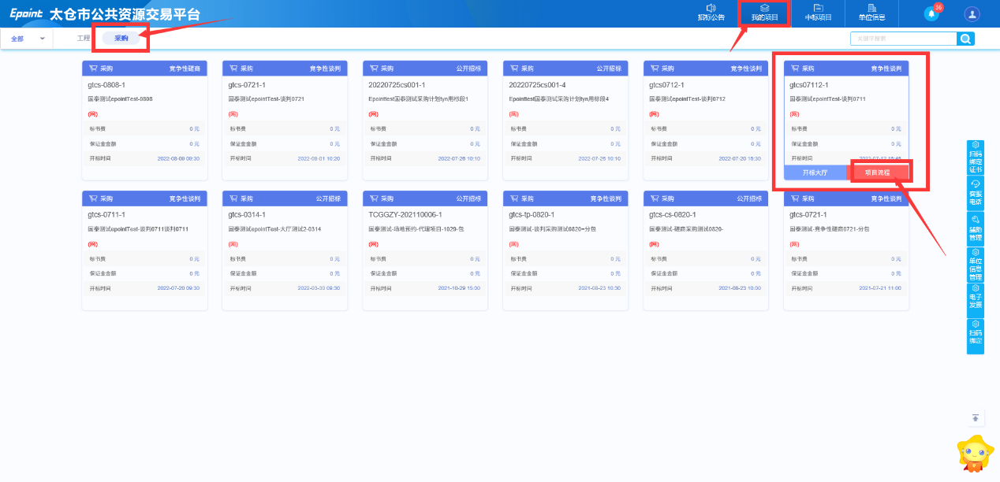 Epoint 太仓市公共资源交易平台
招标公告 我的项目 中标项目 单位信息 36
全部 工程 采购 关键字搜索
采购 竞争性磋商
gtcs-0808-1
国泰测试epointTest-0808
(网)
标书费 0 元
保证金金额 0 元
开标时间 2022-08-09 09:30
采购 竞争性谈判
gtcs-0721-1
国泰测试epointTest-谈判0721
(网)
标书费 0 元
保证金金额 0 元
开标时间 2022-08-01 10:20
采购 公开招标
20220725cs001-1
Epointtest国泰测试采购计划tyn用标段1
(网)
标书费 0 元
保证金金额 0 元
开标时间 2022-07-26 10:10
采购 公开招标
20220725cs001-4
Epointtest国泰测试采购计划tyn用标段4
(网)
标书费 0 元
保证金金额 0 元
开标时间 2022-07-26 10:10
采购 竞争性谈判
gtcs0712-1
国泰测试epointTest-谈判0712
(网)
标书费 0 元
保证金金额 0 元
开标时间 2022-07-20 16:30
采购 竞争性谈判
gtcs07112-1
国泰测试epointTest-谈判0711
(网)
标书费 0 元
保证金金额 0 元
开标时间
开标大厅 项目流程
采购 竞争性谈判
gtcs-0711-1
国泰测试epointTest-谈判0711谈判0711
(网)
标书费 0 元
保证金金额 0 元
开标时间 2022-07-20 09:30
采购 公开招标
gtcs-0314-1
国泰测试epointTest-大厅测试2-0314
(网)
标书费 0 元
保证金金额 0 元
开标时间 2022-03-30 09:30
采购 公开招标
TCGGZY-202110006-1
国泰测试-场地预约-代理项目-1029-包
(网)
标书费 0 元
保证金金额 0 元
开标时间 2021-10-29 15:00
采购 竞争性谈判
gtcs-tp-0820-1
国泰测试-谈判采购测试0820=分包
(网)
标书费 0 元
保证金金额 0 元
开标时间 2021-08-23 10:30
采购 公开招标
gtcs-cs-0820-1
国泰测试-磋商采购测试0820-
(网)
标书费 0 元
保证金金额 0 元
开标时间 2021-08-23 10:00
采购 竞争性谈判
gtcs-0721-1
国泰测试-竞争性磋商0721-分包
(网)
标书费 0 元
保证金金额 0 元
开标时间 2021-07-21 11:00
扫码
绑定
证书
客服
电话
辅助
管理
单位
信息
管理
电子
发票
扫码
绑定